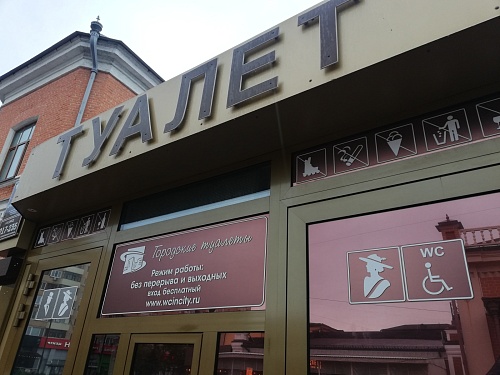 ТУАЛЕТ
Городские туалеты
Режим работы:
без перерыва и выходных
вход бесплатный
www.wcincity.ru
WC